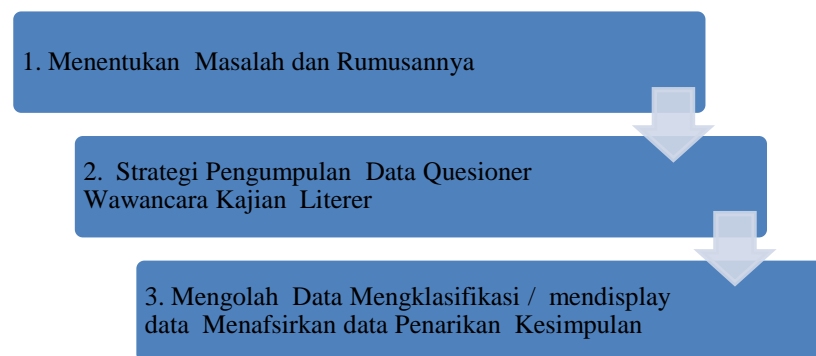 1. Menentukan Masalah dan Rumusannya
2. Strategi Pengumpulan Data Quesioner
Wawancara Kajian Literer
3. Mengolah Data Mengklasifikasi / mendisplay
data Menafsirkan data Penarikan Kesimpulan